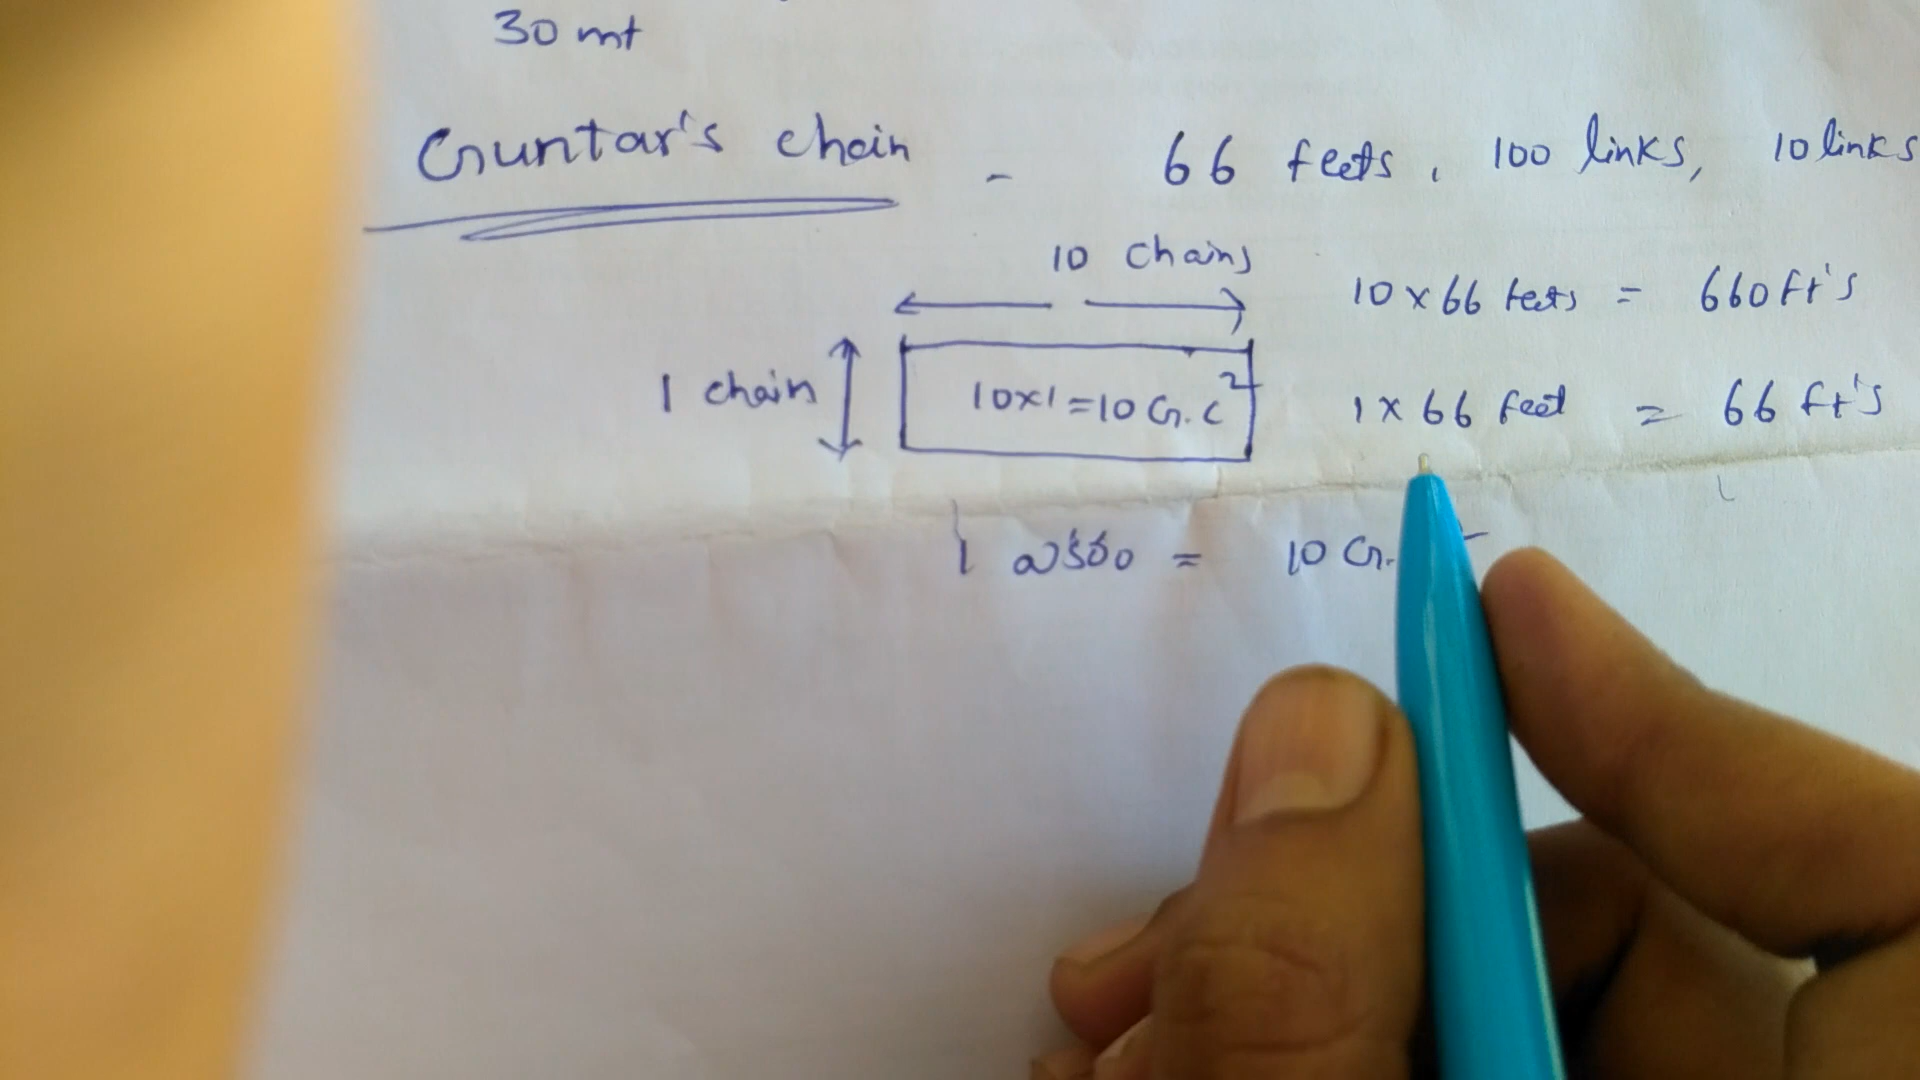 30 mt
Guntar's chain - 66 feets, 100 links, 10 links
10 chains
10 x 66 feets = 660 ft's
1 chain
10x1=10 G.C²
1 x 66 feet = 66 ft's
1 ఎకరం = 10 G.